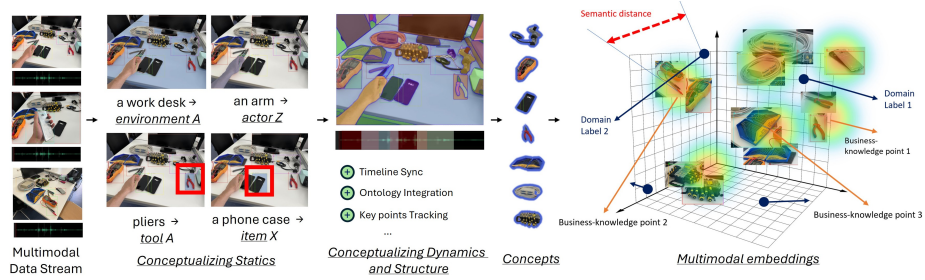 Multimodal
Data Stream
a work desk →
environment A
an arm →
actor Z
pliers →
tool A
a phone case →
item X
Conceptualizing Statics
Timeline Sync
Ontology Integration
Key points Tracking
...
Conceptualizing Dynamics
and Structure
Concepts
Semantic distance
Domain
Label 2
Domain
Label 1
Business-
knowledge point 1
Business-knowledge point 2
Business-knowledge point 3
Multimodal embeddings